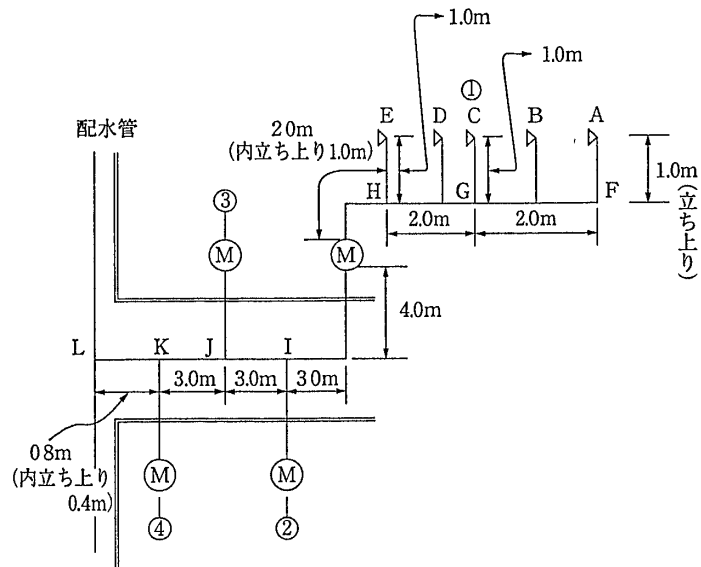 1.0m
①
1.0m
E D C B A
配水管
20m
(内立ち上り1.0m)
1.0m
(立ち上り)
③
H
G
F
2.0m
2.0m
M
M
4.0m
L
K
J
I
3.0m
3.0m
30m
08m
(内立ち上り
0.4m)
M
M
④
②